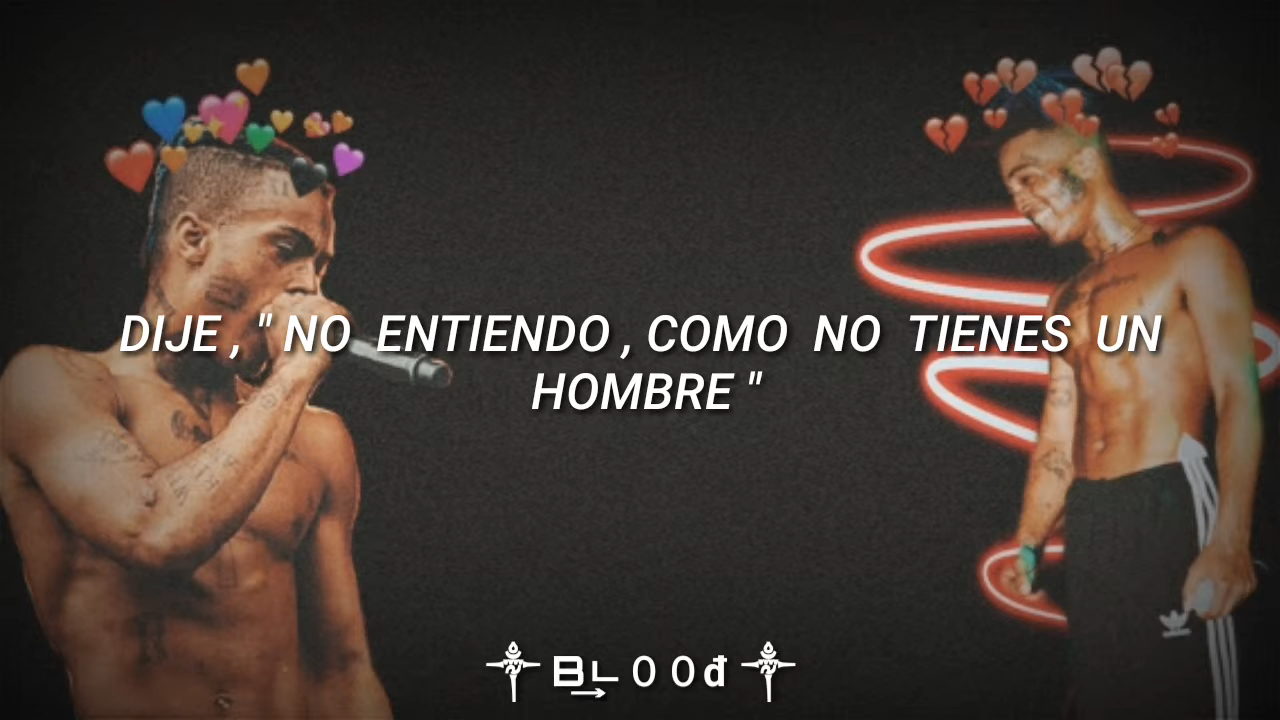 DIJE , " NO ENTIENDO , COMO NO TIENES UN
HOMBRE "
BL00đ